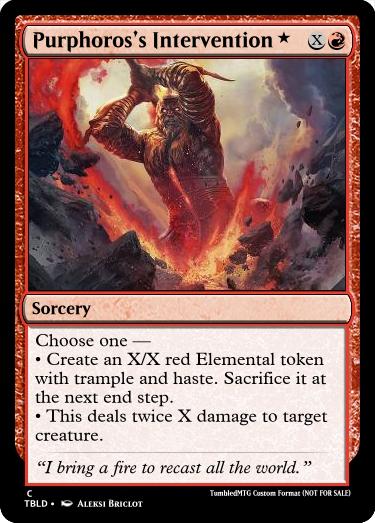 Purphoros's Intervention ★ X
Sorcery
Choose one —
• Create an X/X red Elemental token
with trample and haste. Sacrifice it at
the next end step.
• This deals twice X damage to target
creature.
“I bring a fire to recast all the world.”
C
TumbledMTG Custom Format (NOT FOR SALE)
TBLD • Aleksi Briclot